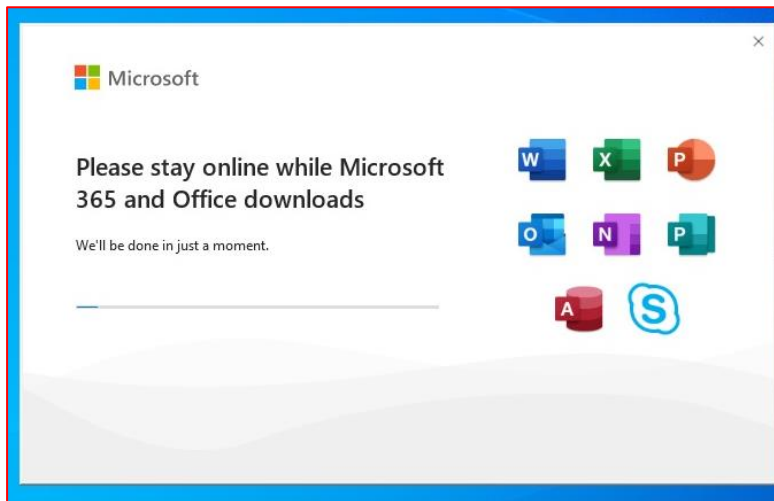 Microsoft
Please stay online while Microsoft
365 and Office downloads
We'll be done in just a moment.
W X P
O N P
A S